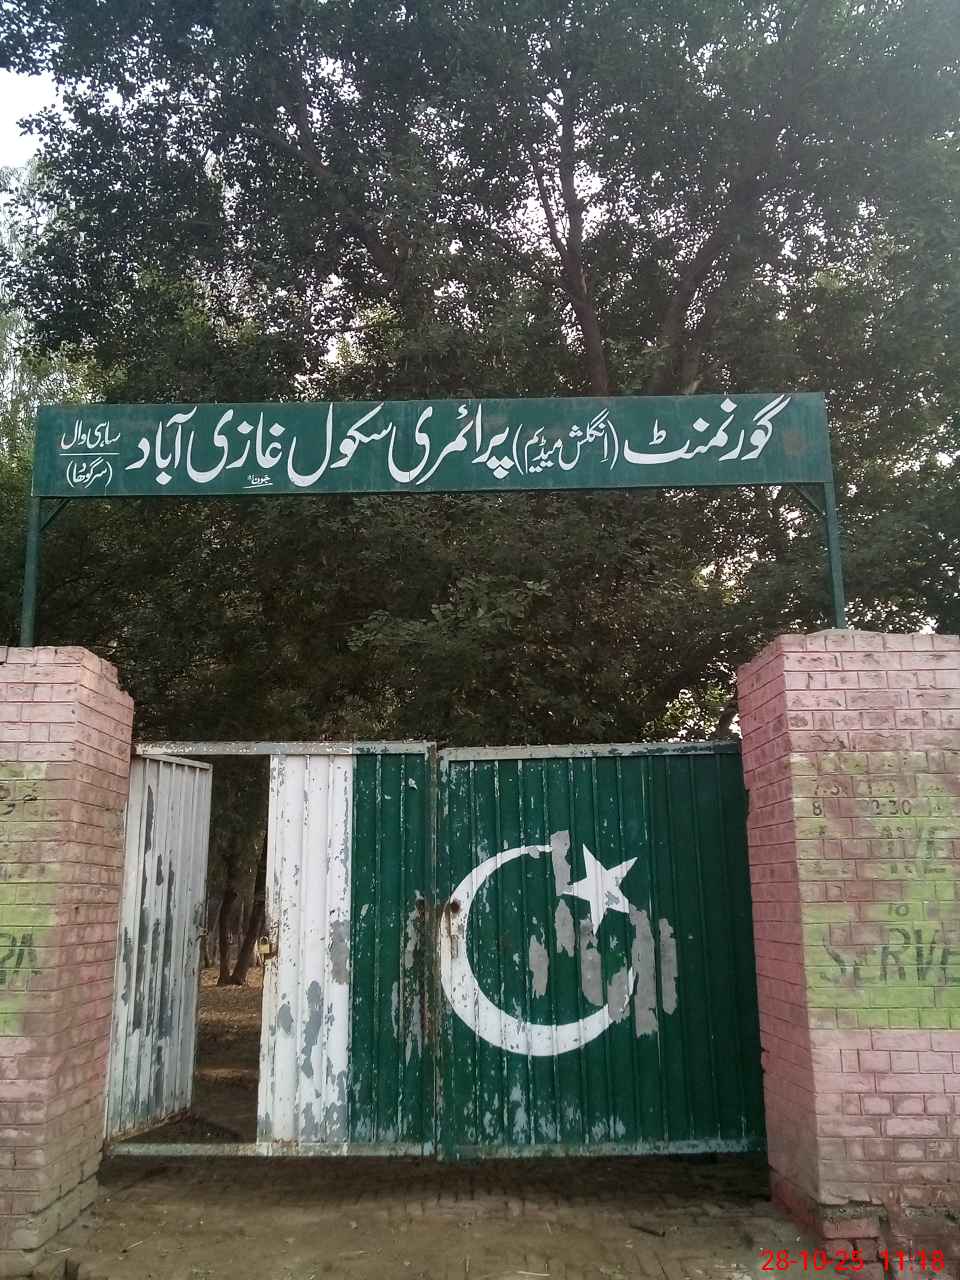 گورنمنٹ (انگلش میڈیم) پرائمری سکول غازی آباد
ساہی وال
(سرگودھا)
SERVE
28-10-25 11:18